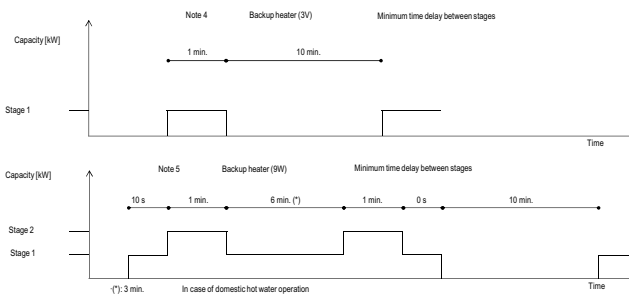 Note 4 Backup heater (3V) Minimum time delay between stages
Capacity [kW]
1 min. 10 min.
Stage 1
Time
Note 5 Backup heater (9W) Minimum time delay between stages
Capacity [kW]
10 s 1 min. 6 min. (*) 1 min. 0 s 10 min.
Stage 2
Stage 1
Time
-(*): 3 min. In case of domestic hot water operation